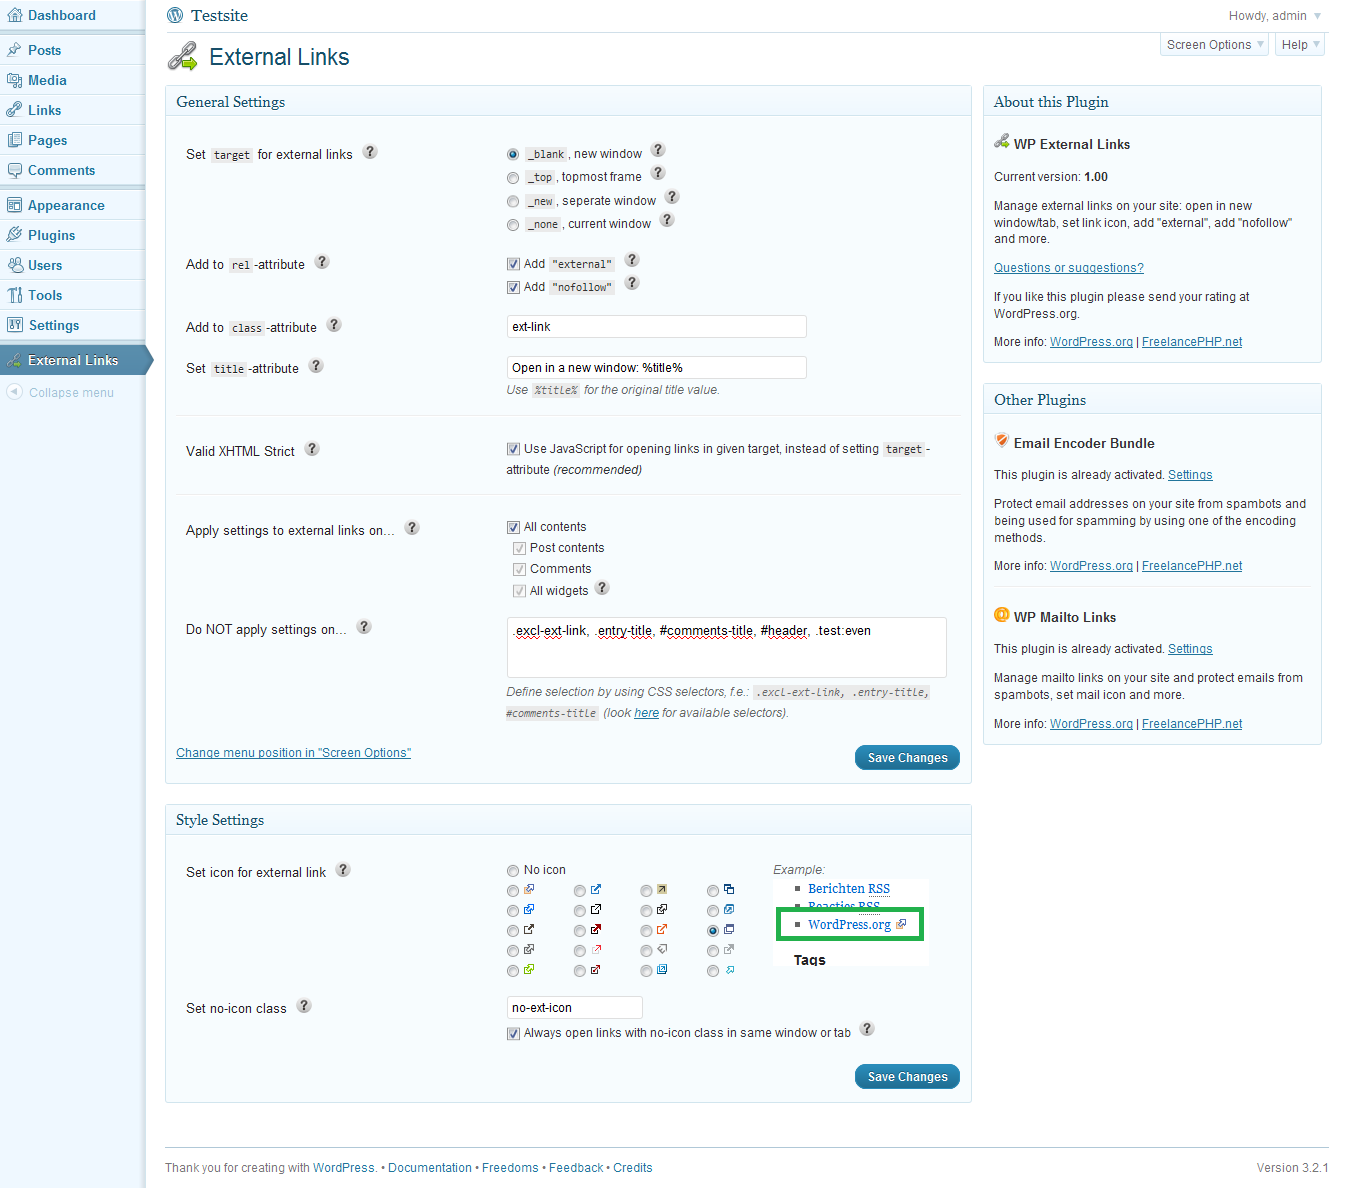 Dashboard
Posts
Media
Links
Pages
Comments
Appearance
Plugins
Users
Tools
Settings
External Links
Collapse menu
Testsite
Howdy, admin
Screen Options
Help
External Links
General Settings
Set target for external links ?
_blank, new window ?
_top, topmost frame ?
_new, seperate window ?
_none, current window ?
Add to rel-attribute ?
Add "external" ?
Add "nofollow" ?
Add to class-attribute ?
ext-link
Set title-attribute ?
Open in a new window: %title%
Use %title% for the original title value.
Valid XHTML Strict ?
Use JavaScript for opening links in given target, instead of setting target-
attribute (recommended)
Apply settings to external links on... ?
All contents
Post contents
Comments
All widgets ?
Do NOT apply settings on... ?
.excl-ext-link, .entry-title, #comments-title, #header, .test:even
Define selection by using CSS selectors, f.e.: .excl-ext-link, .entry-title,
#comments-title (look here for available selectors).
Change menu position in "Screen Options"
Save Changes
Style Settings
Set icon for external link ?
No icon
Example:
Berichten RSS
Reacties RSS
WordPress.org
Tags
Set no-icon class ?
no-ext-icon
Always open links with no-icon class in same window or tab ?
Save Changes
About this Plugin
WP External Links
Current version: 1.00
Manage external links on your site: open in new
window/tab, set link icon, add "external", add "nofollow"
and more.
Questions or suggestions?
If you like this plugin please send your rating at
WordPress.org.
More info: WordPress.org | FreelancePHP.net
Other Plugins
Email Encoder Bundle
This plugin is already activated. Settings
Protect email addresses on your site from spambots and
being used for spamming by using one of the encoding
methods.
More info: WordPress.org | FreelancePHP.net
WP Mailto Links
This plugin is already activated. Settings
Manage mailto links on your site and protect emails from
spambots, set mail icon and more.
More info: WordPress.org | FreelancePHP.net
Thank you for creating with WordPress. • Documentation • Freedoms • Feedback • Credits
Version 3.2.1